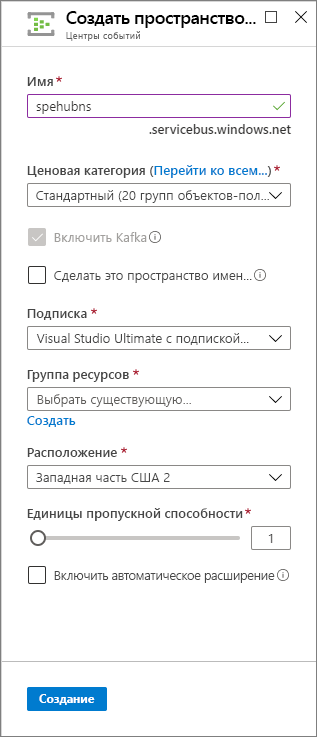 Создать пространство...
Центры событий
Имя *
spehubns
.servicebus.windows.net
Ценовая категория (Перейти ко всем...) *
Стандартный (20 групп объектов-пол...
Включить Kafka
Сделать это пространство имен...
Подписка *
Visual Studio Ultimate с подпиской...
Группа ресурсов *
Выбрать существующую...
Создать
Расположение *
Западная часть США 2
Единицы пропускной способности *
1
Включить автоматическое расширение
Создание